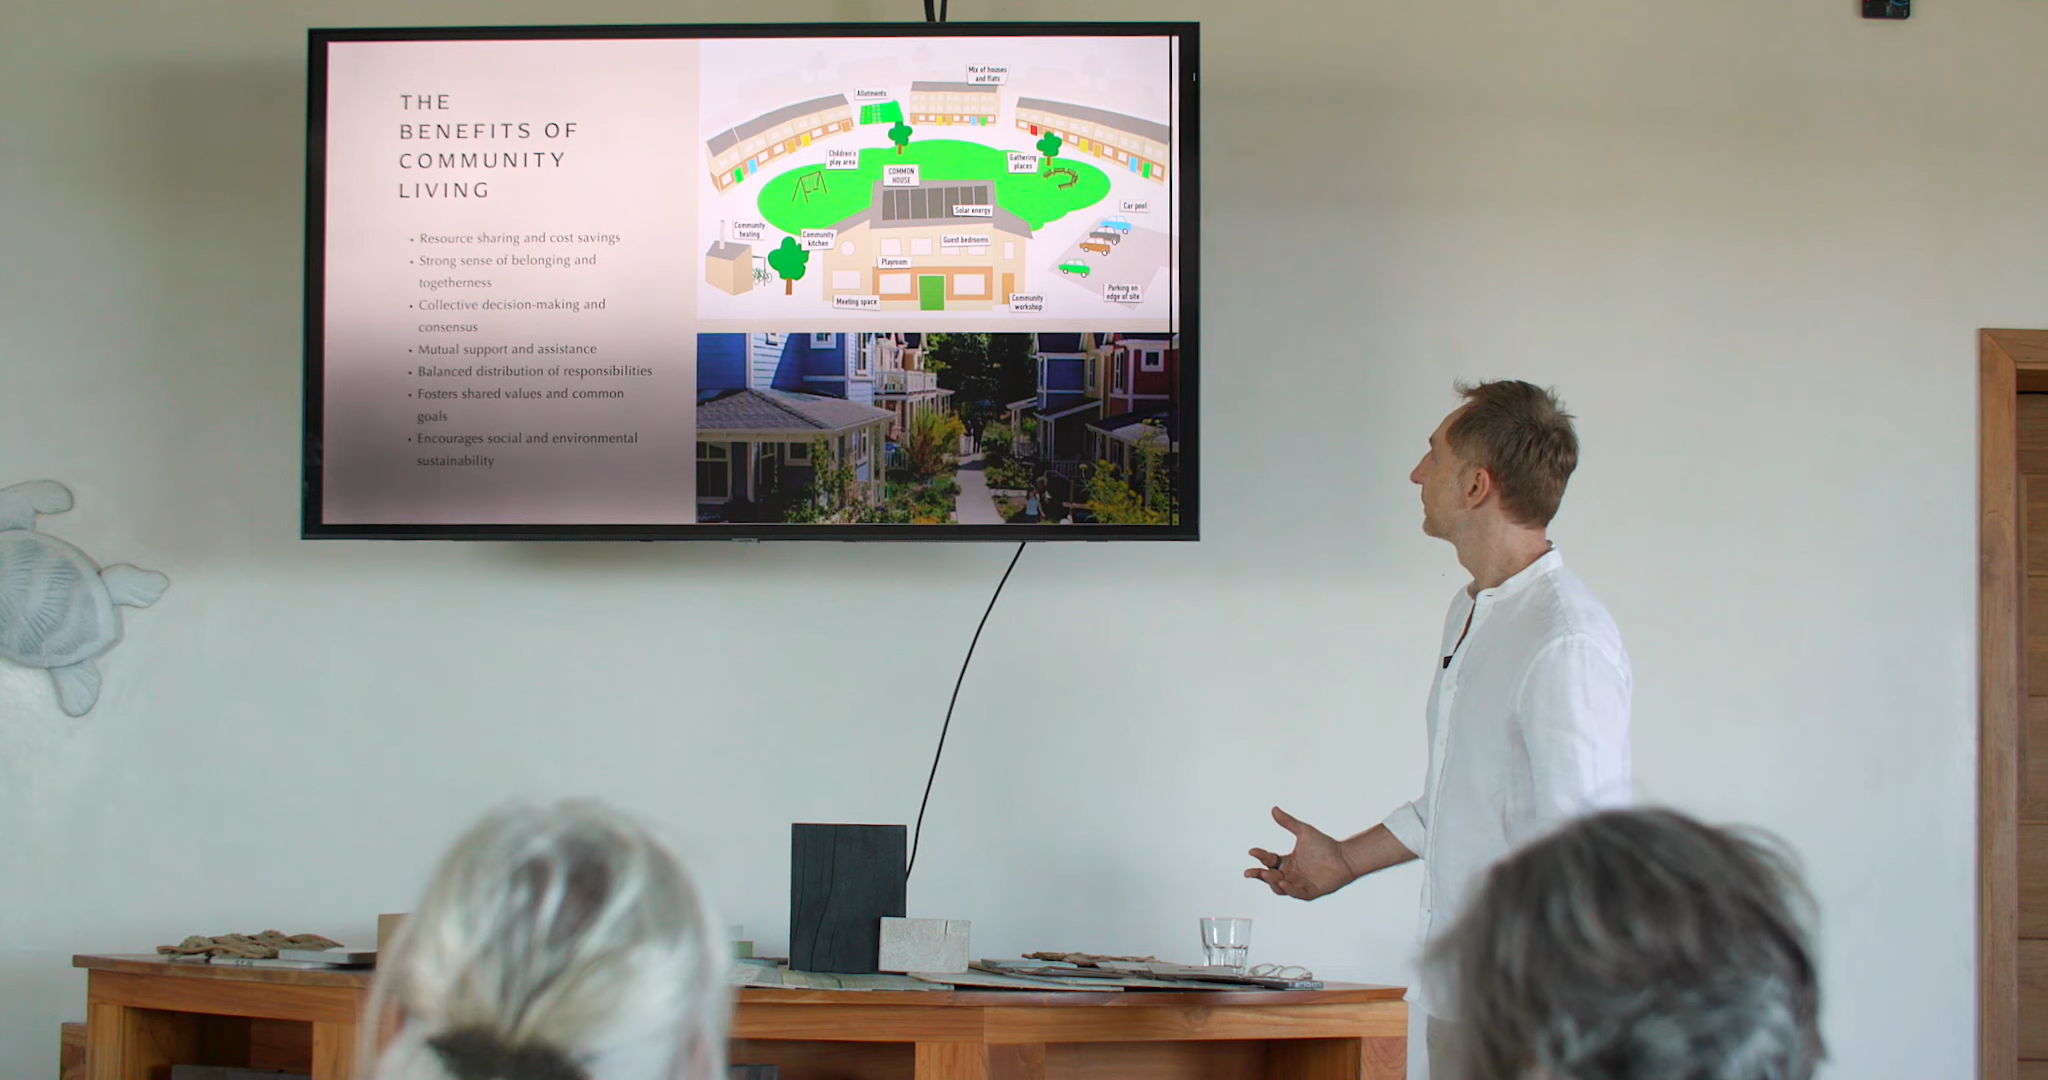 THE
BENEFITS OF
COMMUNITY
LIVING
• Resource sharing and cost savings
• Strong sense of belonging and
togetherness
• Collective decision-making and
consensus
• Mutual support and assistance
• Balanced distribution of responsibilities
• Fosters shared values and common
goals
• Encourages social and environmental
sustainability
Mix of houses
and flats
Allotments
Children's
play area
Gathering
places
COMMON
HOUSE
Car pool
Solar energy
Community
heating
Community
kitchen
Guest bedrooms
Playroom
Meeting space
Community
workshop
Parking on
edge of site